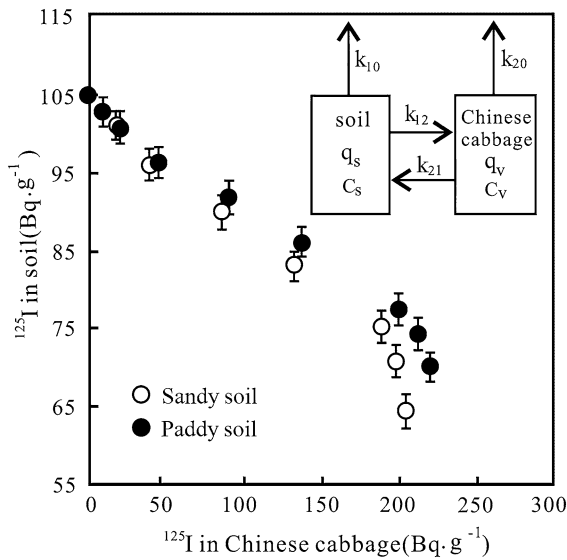 115
105
95
85
75
65
55
¹²⁵I in soil(Bq·g⁻¹)
k₁₀
k₂₀
soil
qₛ
Cₛ
k₁₂
k₂₁
Chinese
cabbage
qᵥ
Cᵥ
Sandy soil
Paddy soil
0 50 100 150 200 250 300
¹²⁵I in Chinese cabbage(Bq·g⁻¹)